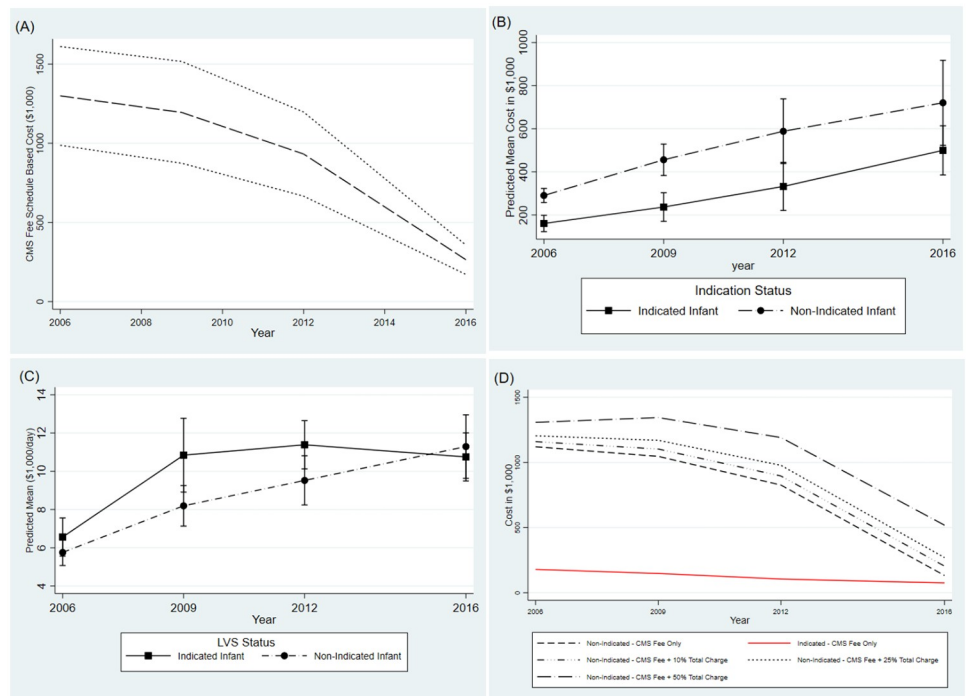 (A)
CMS Fee Schedule Based Cost ($1,000)
1500
1000
500
0
2006
2008
2010
2012
2014
2016
Year
(B)
Predicted Mean Cost in $1,000
1000
800
600
400
200
2006
2009
2012
2016
year
Indication Status
Indicated Infant
Non-Indicated Infant
(C)
Predicted Mean ($1,000/day)
14
12
10
8
6
4
2006
2009
2012
2016
Year
LVS Status
Indicated Infant
Non-Indicated Infant
(D)
Cost in $1,000
1500
1000
500
0
2006
2009
2012
2016
Year
Non-Indicated - CMS Fee Only
Indicated - CMS Fee Only
Non-Indicated - CMS Fee + 10% Total Charge
Non-Indicated - CMS Fee + 25% Total Charge
Non-Indicated - CMS Fee + 50% Total Charge